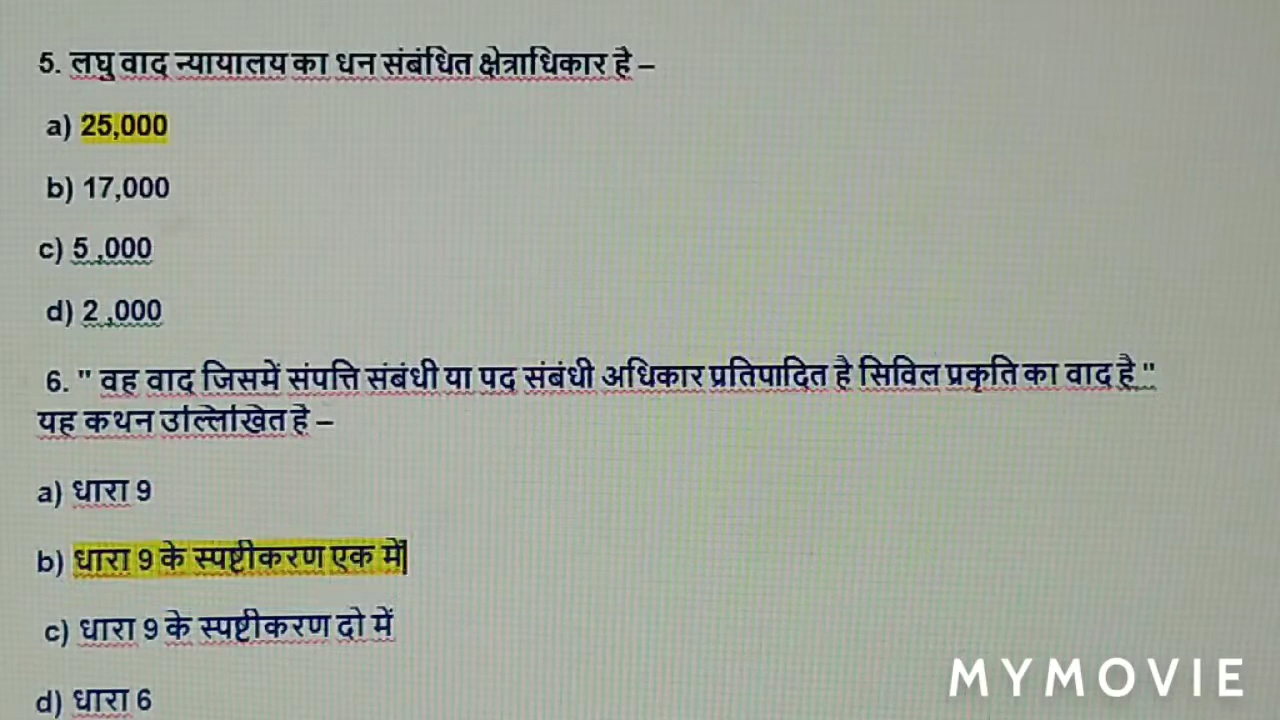 5. लघु वाद न्यायालय का धन संबंधित क्षेत्राधिकार है –
a) 25,000
b) 17,000
c) 5 ,000
d) 2 ,000
6. " वह वाद जिसमें संपत्ति संबंधी या पद संबंधी अधिकार प्रतिपादित है सिविल प्रकृति का वाद है "
यह कथन उल्लिखित है –
a) धारा 9
b) धारा 9 के स्पष्टीकरण एक में
c) धारा 9 के स्पष्टीकरण दो में
d) धारा 6
MYMOVIE